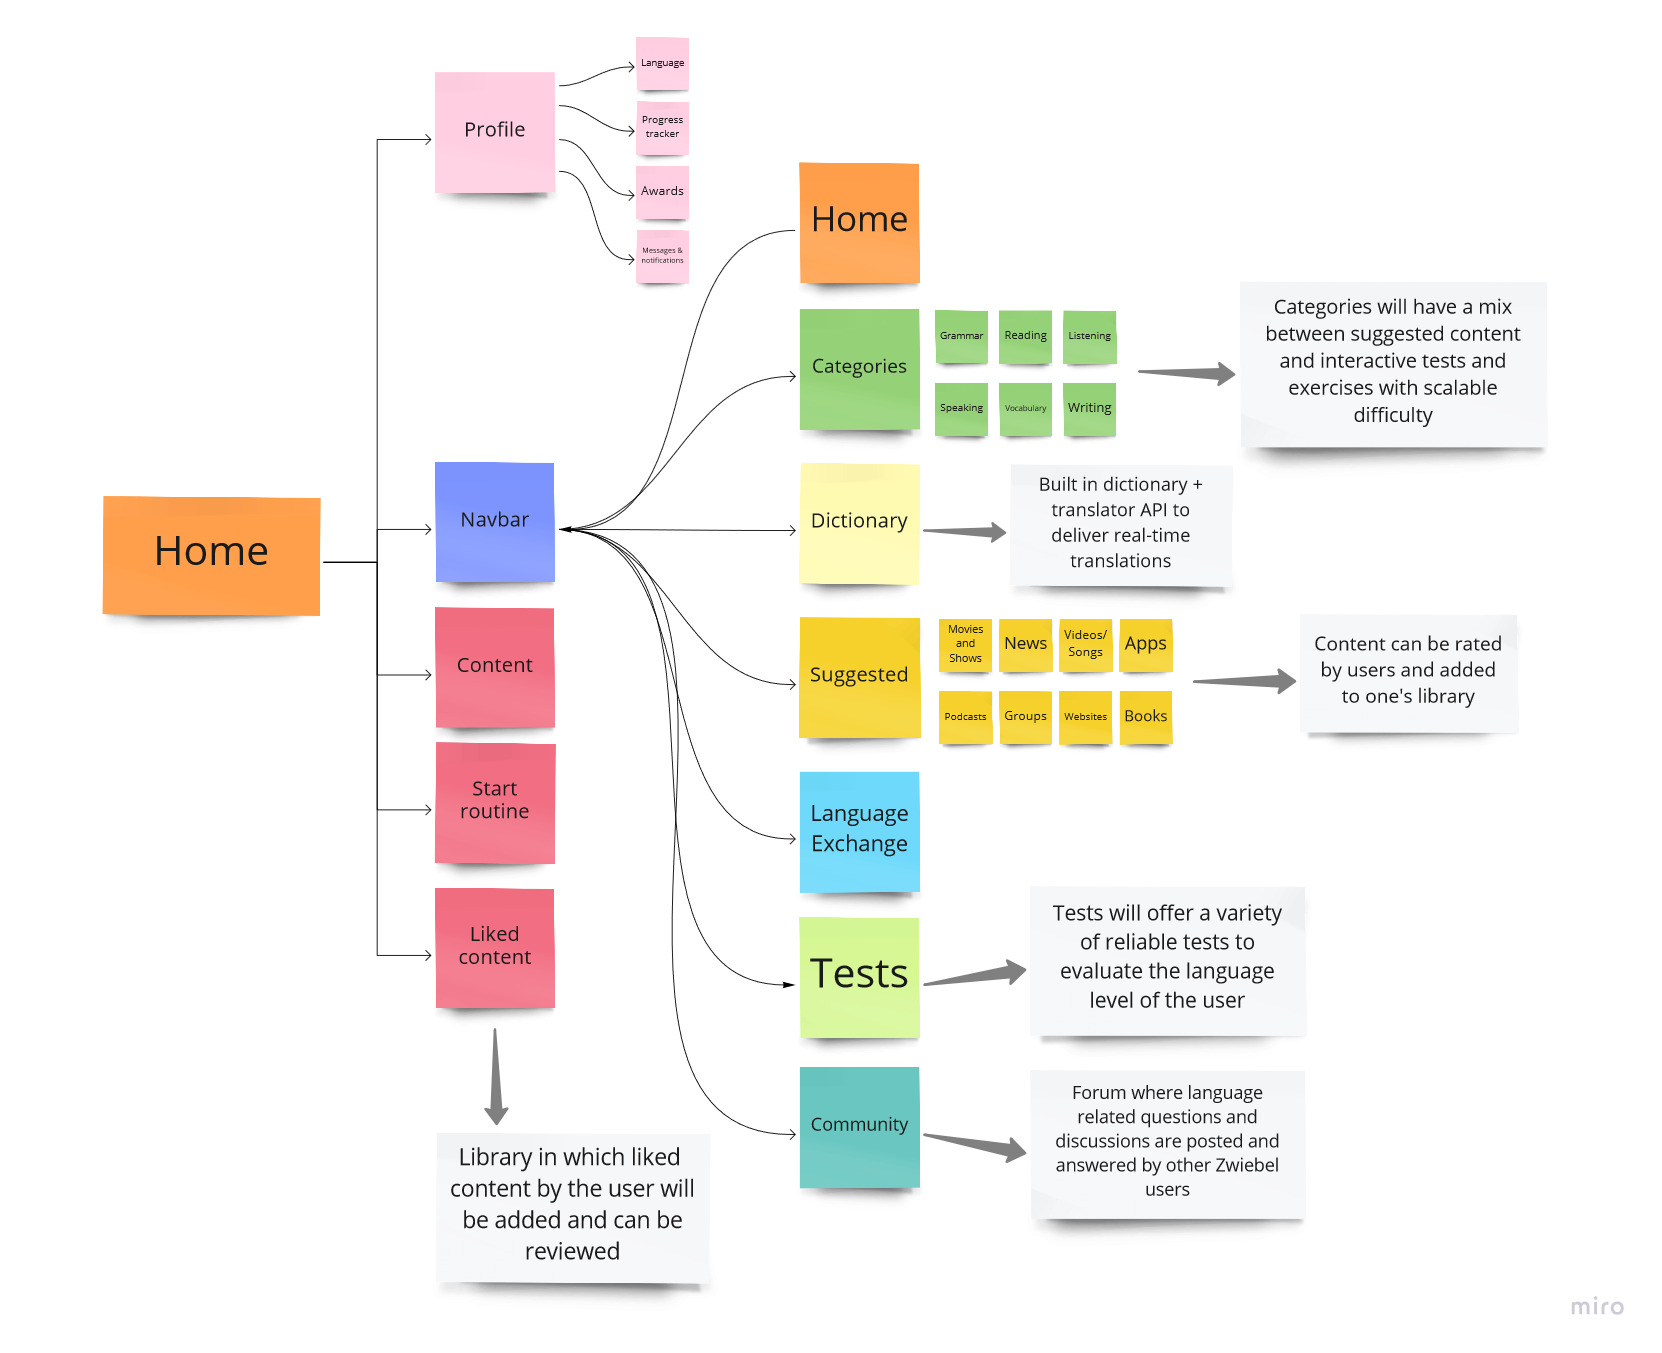 Language
Progress
tracker
Profile
Awards
Messages &
notifications
Home
Categories
Grammar
Reading
Listening
Speaking
Vocabulary
Writing
Categories will have a mix
between suggested content
and interactive tests and
exercises with scalable
difficulty
Home
Navbar
Dictionary
Built in dictionary +
translator API to
deliver real-time
translations
Content
Suggested
Movies
and
Shows
News
Videos/
Songs
Apps
Podcasts
Groups
Websites
Books
Content can be rated
by users and added
to one's library
Start
routine
Language
Exchange
Liked
content
Tests
Tests will offer a variety
of reliable tests to
evaluate the language
level of the user
Community
Forum where language
related questions and
discussions are posted and
answered by other Zwiebel
users
Library in which liked
content by the user will
be added and can be
reviewed
miro